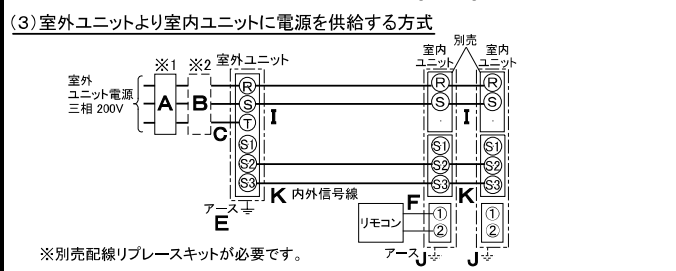 (3)室外ユニットより室内ユニットに電源を供給する方式
※1 ※2 室外ユニット 室内ユニット 別売 室内ユニット
室外
ユニット電源
三相 200V
A B R R R
S I S I S
C T
S1 S1 S1
S2 S2 S2
S3 K 内外信号線 S3 K S3
アース E
リモコン F ① ①
② ②
アース J J
※別売配線リプレースキットが必要です。